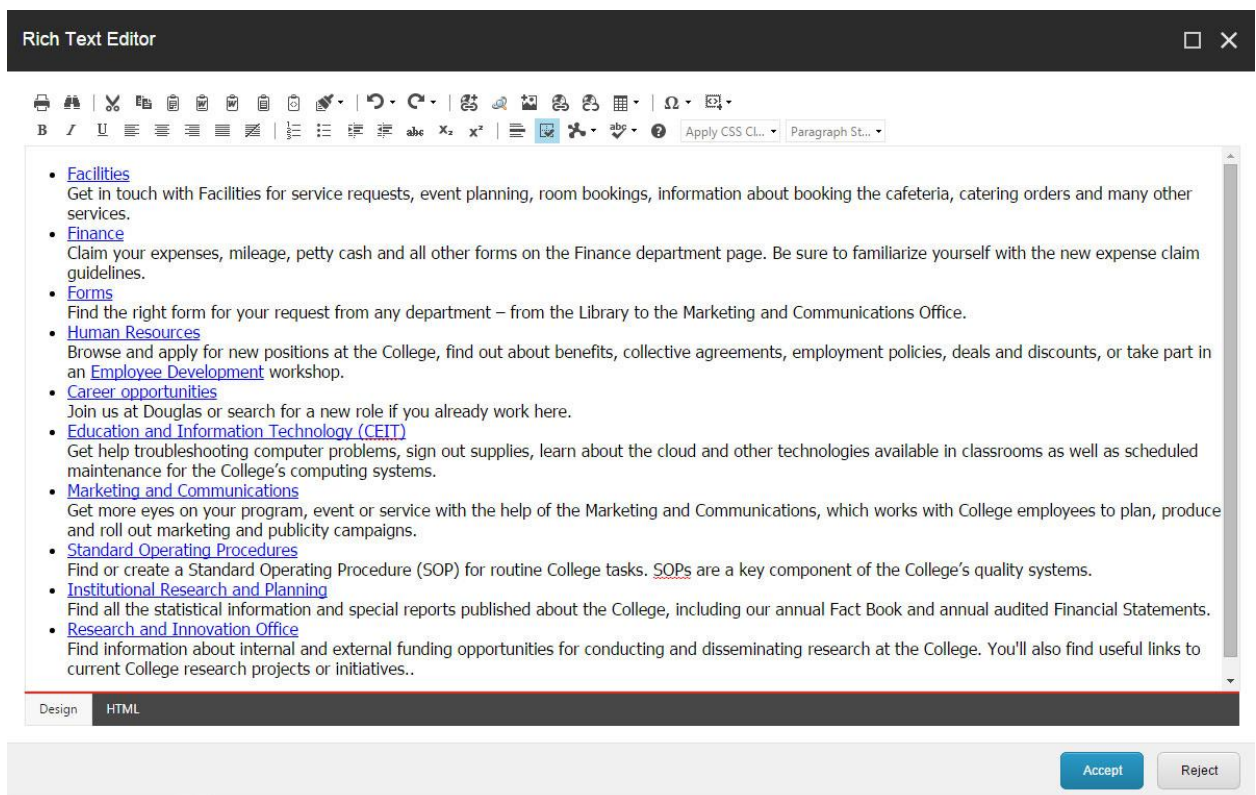 Rich Text Editor
B I U abc X₂ x² abc Apply CSS Cl... Paragraph St...
• Facilities
Get in touch with Facilities for service requests, event planning, room bookings, information about booking the cafeteria, catering orders and many other
services.
• Finance
Claim your expenses, mileage, petty cash and all other forms on the Finance department page. Be sure to familiarize yourself with the new expense claim
guidelines.
• Forms
Find the right form for your request from any department – from the Library to the Marketing and Communications Office.
• Human Resources
Browse and apply for new positions at the College, find out about benefits, collective agreements, employment policies, deals and discounts, or take part in
an Employee Development workshop.
• Career opportunities
Join us at Douglas or search for a new role if you already work here.
• Education and Information Technology (CEIT)
Get help troubleshooting computer problems, sign out supplies, learn about the cloud and other technologies available in classrooms as well as scheduled
maintenance for the College's computing systems.
• Marketing and Communications
Get more eyes on your program, event or service with the help of the Marketing and Communications, which works with College employees to plan, produce
and roll out marketing and publicity campaigns.
• Standard Operating Procedures
Find or create a Standard Operating Procedure (SOP) for routine College tasks. SOPs are a key component of the College's quality systems.
• Institutional Research and Planning
Find all the statistical information and special reports published about the College, including our annual Fact Book and annual audited Financial Statements.
• Research and Innovation Office
Find information about internal and external funding opportunities for conducting and disseminating research at the College. You'll also find useful links to
current College research projects or initiatives..
Design HTML
Accept Reject